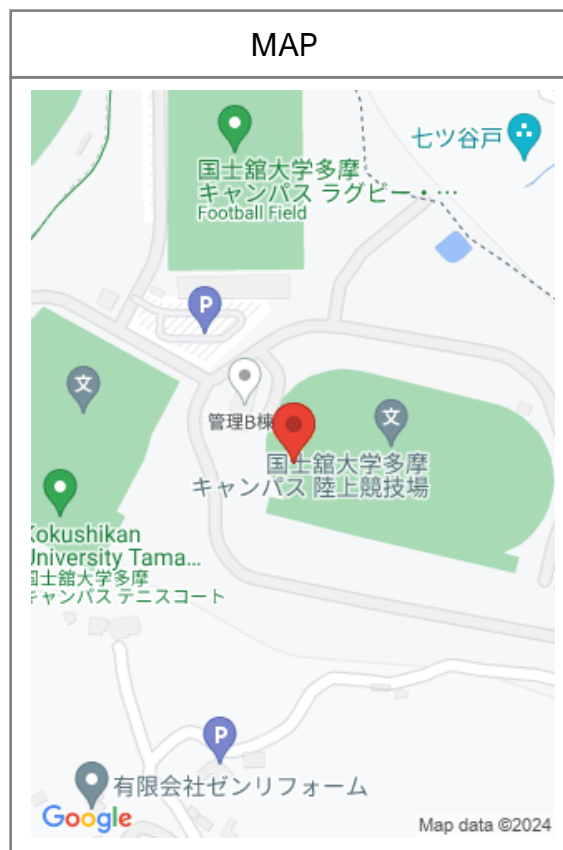 MAP
七ツ谷戸
国士舘大学多摩
キャンパス ラグビー・…
Football Field
P
文
管理B棟
文
国士舘大学多摩
キャンパス 陸上競技場
Kokushikan
University Tama...
国士舘大学多摩
キャンパス テニスコート
P
有限会社ゼンリフォーム
Google
Map data ©2024